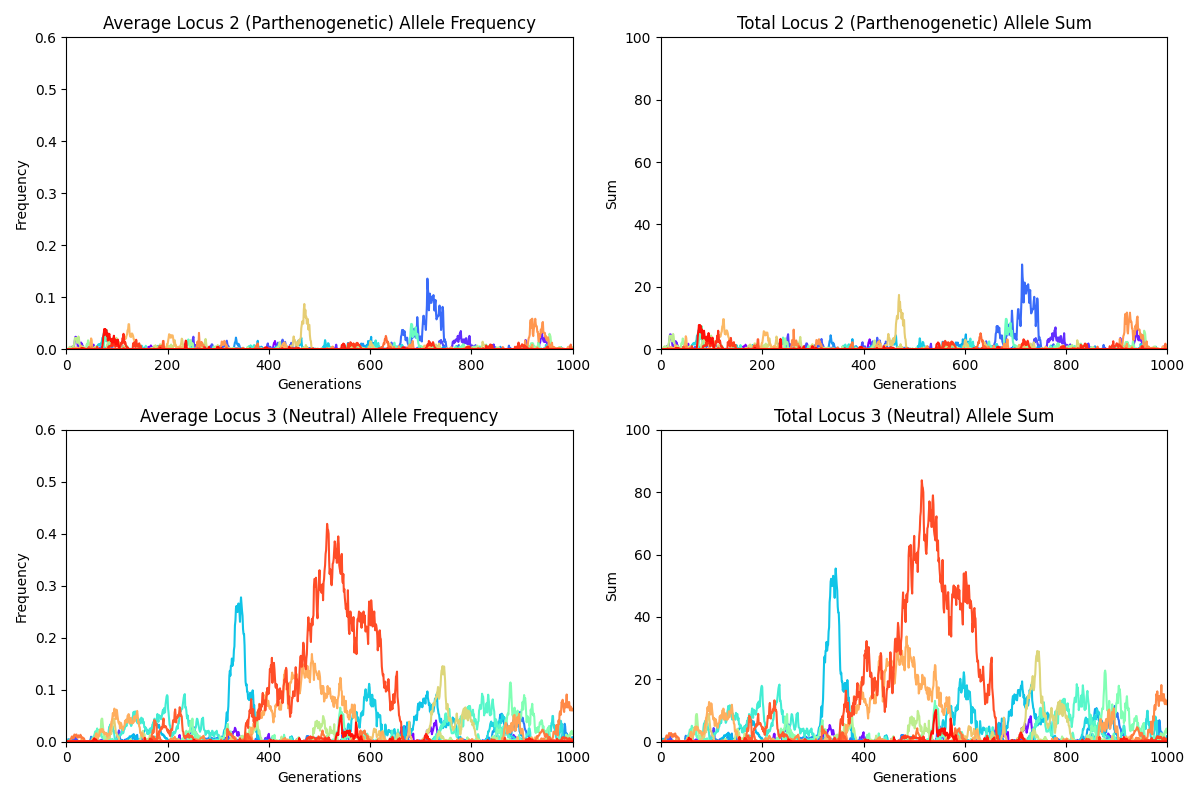 Average Locus 2 (Parthenogenetic) Allele Frequency
Frequency
0.6
0.5
0.4
0.3
0.2
0.1
0.0
0 200 400 600 800 1000
Generations
Total Locus 2 (Parthenogenetic) Allele Sum
Sum
100
80
60
40
20
0
0 200 400 600 800 1000
Generations
Average Locus 3 (Neutral) Allele Frequency
Frequency
0.6
0.5
0.4
0.3
0.2
0.1
0.0
0 200 400 600 800 1000
Generations
Total Locus 3 (Neutral) Allele Sum
Sum
100
80
60
40
20
0
0 200 400 600 800 1000
Generations